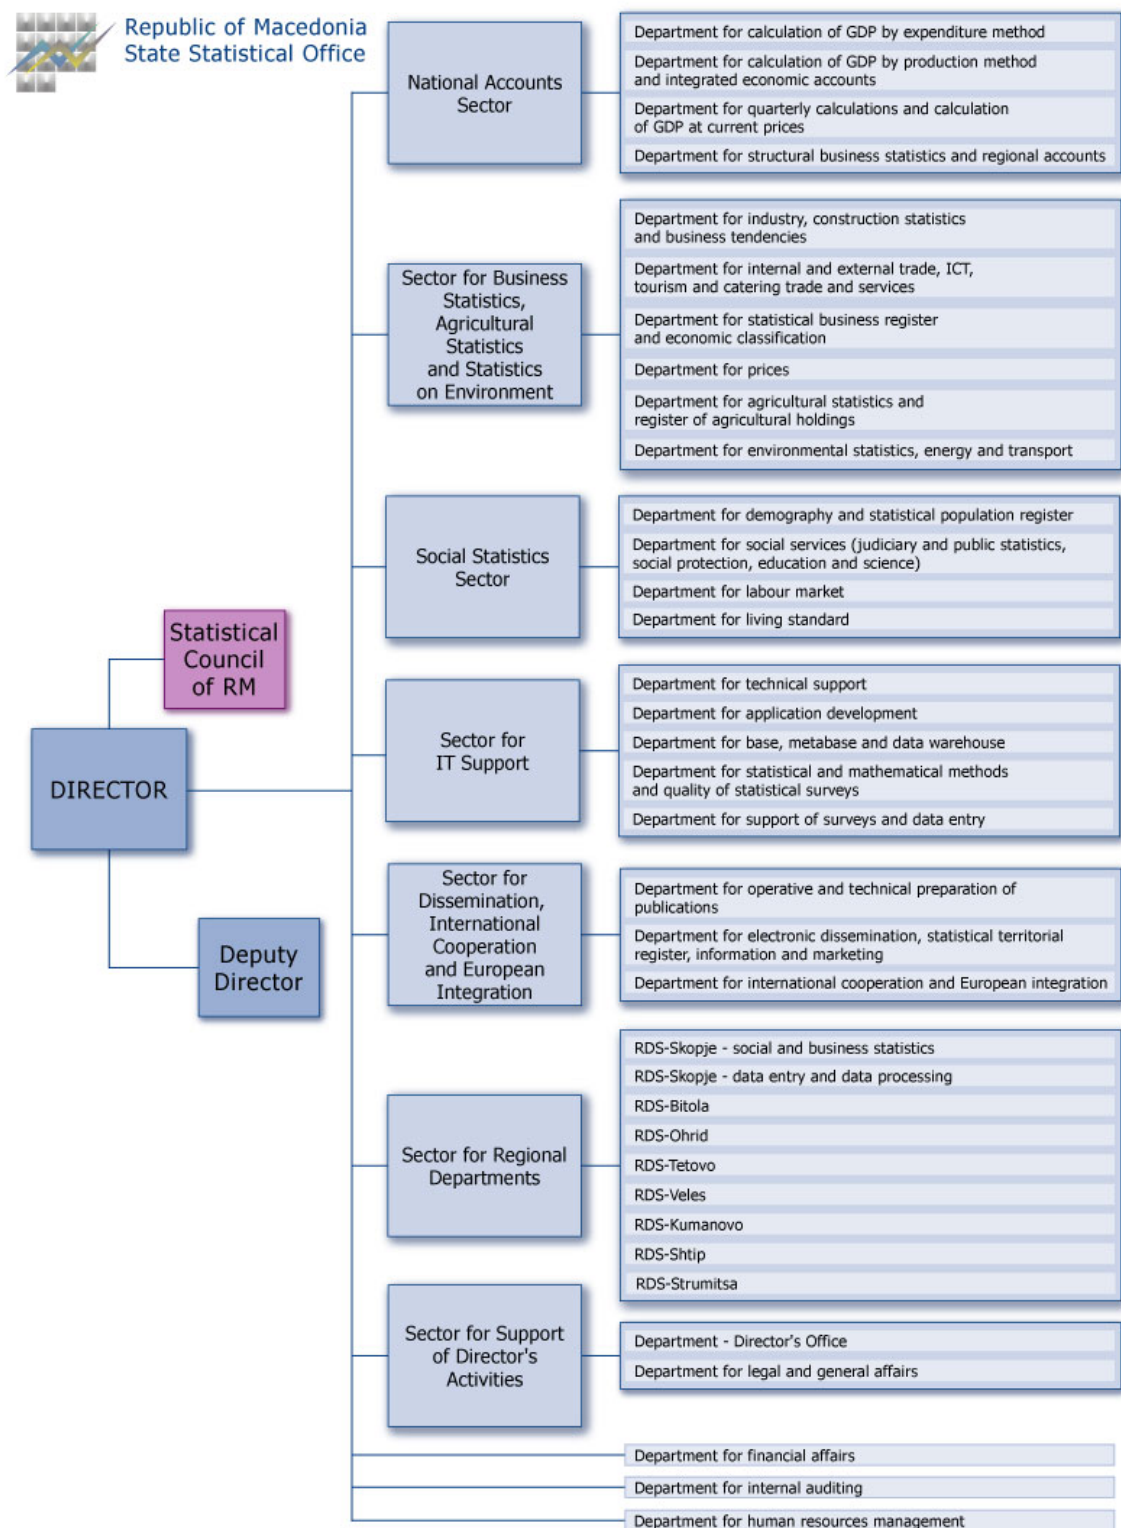 Republic of Macedonia
State Statistical Office
National Accounts
Sector
Department for calculation of GDP by expenditure method
Department for calculation of GDP by production method
and integrated economic accounts
Department for quarterly calculations and calculation
of GDP at current prices
Department for structural business statistics and regional accounts
Sector for Business
Statistics,
Agricultural
Statistics
and Statistics
on Environment
Department for industry, construction statistics
and business tendencies
Department for internal and external trade, ICT,
tourism and catering trade and services
Department for statistical business register
and economic classification
Department for prices
Department for agricultural statistics and
register of agricultural holdings
Department for environmental statistics, energy and transport
Social Statistics
Sector
Department for demography and statistical population register
Department for social services (judiciary and public statistics,
social protection, education and science)
Department for labour market
Department for living standard
Statistical
Council
of RM
DIRECTOR
Deputy
Director
Sector for
IT Support
Department for technical support
Department for application development
Department for base, metabase and data warehouse
Department for statistical and mathematical methods
and quality of statistical surveys
Department for support of surveys and data entry
Sector for
Dissemination,
International
Cooperation
and European
Integration
Department for operative and technical preparation of
publications
Department for electronic dissemination, statistical territorial
register, information and marketing
Department for international cooperation and European integration
Sector for Regional
Departments
RDS-Skopje - social and business statistics
RDS-Skopje - data entry and data processing
RDS-Bitola
RDS-Ohrid
RDS-Tetovo
RDS-Veles
RDS-Kumanovo
RDS-Shtip
RDS-Strumitsa
Sector for Support
of Director's
Activities
Department - Director's Office
Department for legal and general affairs
Department for financial affairs
Department for internal auditing
Department for human resources management